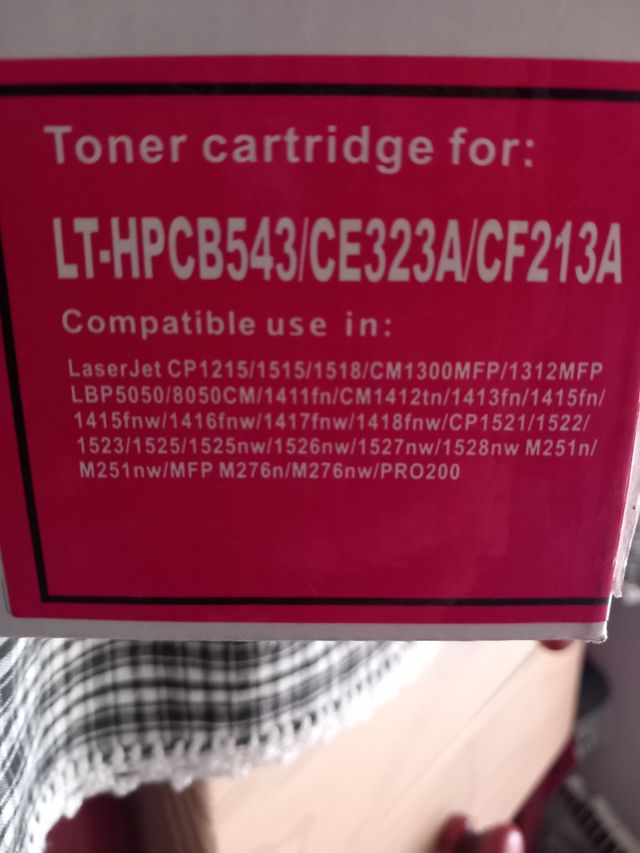 Toner cartridge for:
LT-HPCB543/CE323A/CF213A
Compatible use in:
LaserJet CP1215/1515/1518/CM1300MFP/1312MFP
LBP5050/8050CM/1411fn/CM1412tn/1413fn/1415fn/
1415fnw/1416fnw/1417fnw/1418fnw/CP1521/1522/
1523/1525/1525nw/1526nw/1527nw/1528nw M251n/
M251nw/MFP M276n/M276nw/PRO200